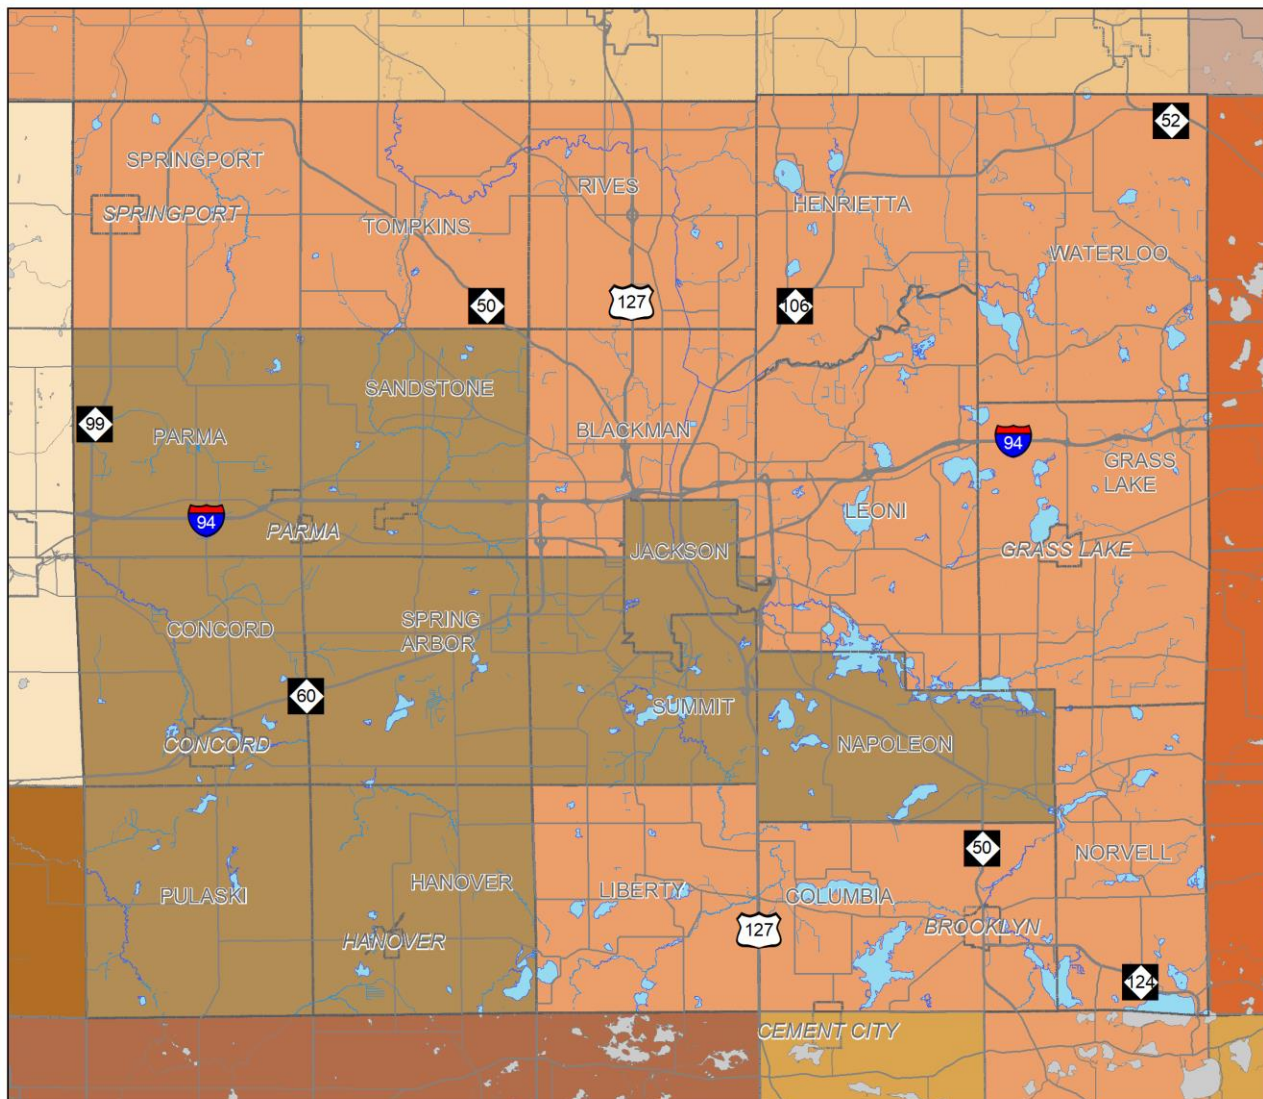 52
SPRINGPORT
RIVES
SPRINGPORT
HENRIETTA
TOMPKINS
WATERLOO
50
127
106
SANDSTONE
99
PARMA
BLACKMAN
94
GRASS
LAKE
LEONI
94
PARMA
JACKSON
GRASS LAKE
CONCORD
SPRING
ARBOR
60
SUMMIT
CONCORD
NAPOLEON
50
NORVELL
HANOVER
PULASKI
LIBERTY
COLUMBIA
BROOKLYN
127
HANOVER
124
CEMENT CITY